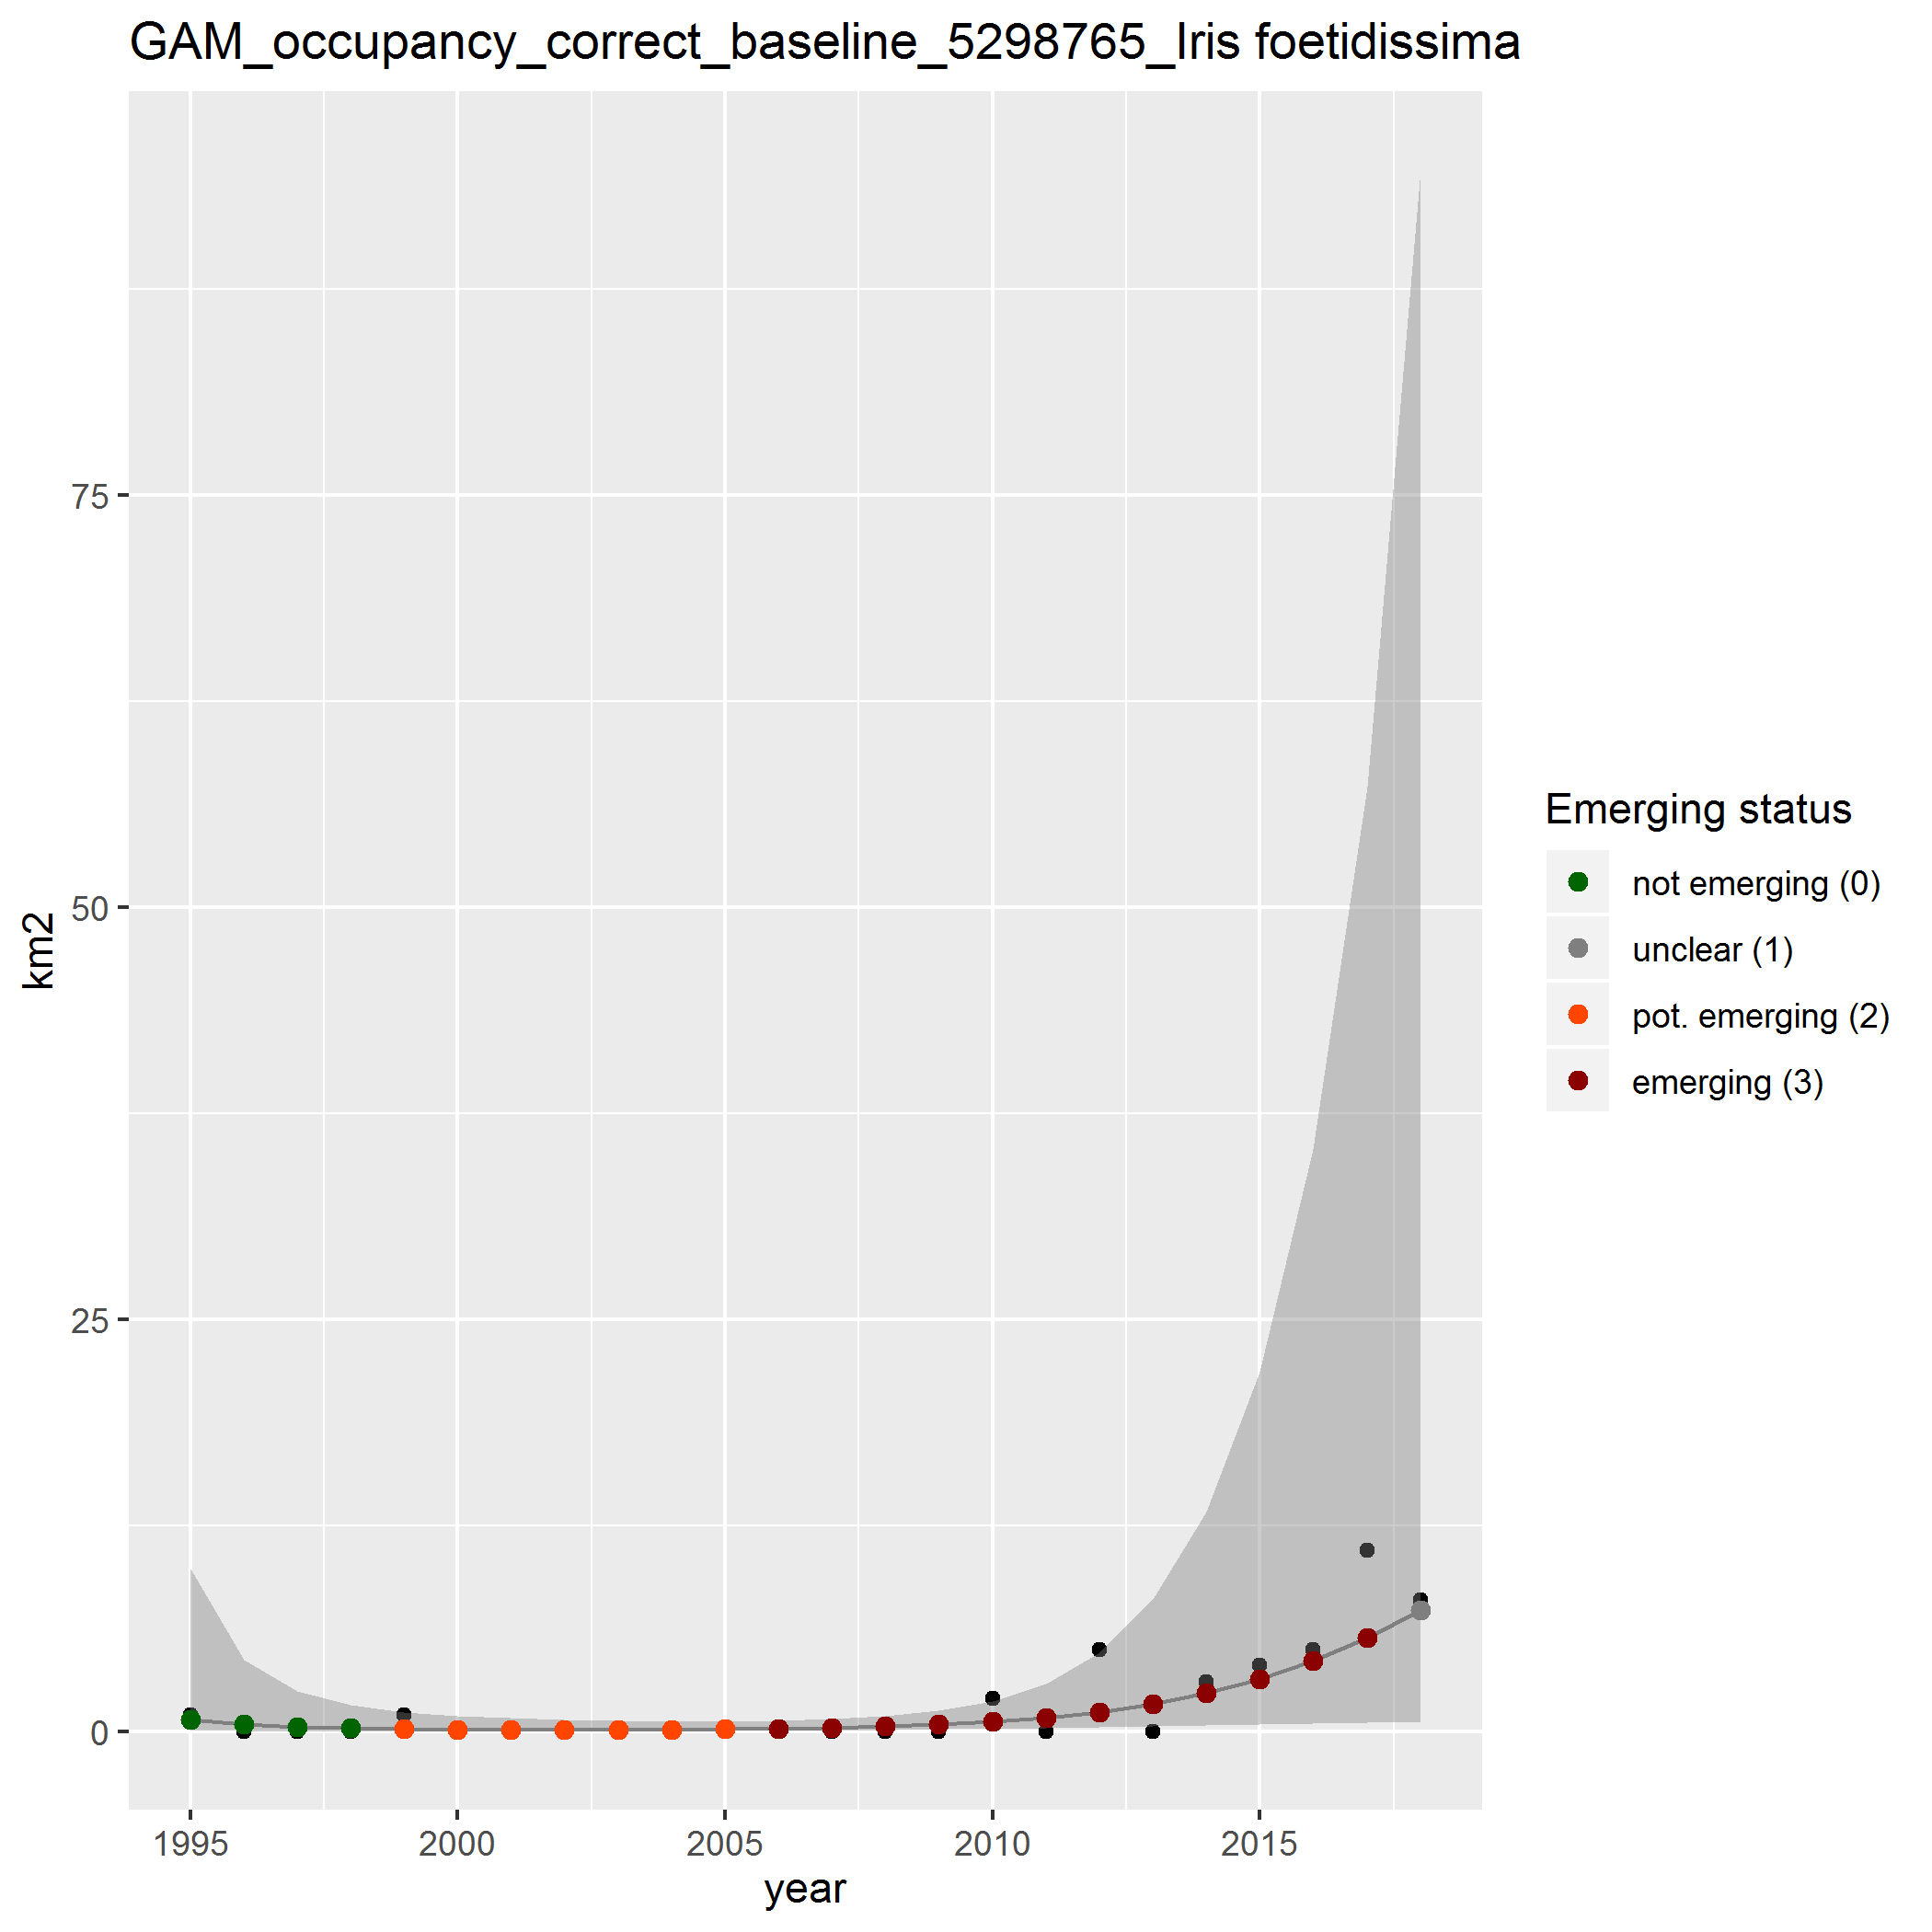 GAM_occupancy_correct_baseline_5298765_Iris foetidissima
75
50
25
0
km2
1995 2000 2005 2010 2015
year
Emerging status
not emerging (0)
unclear (1)
pot. emerging (2)
emerging (3)